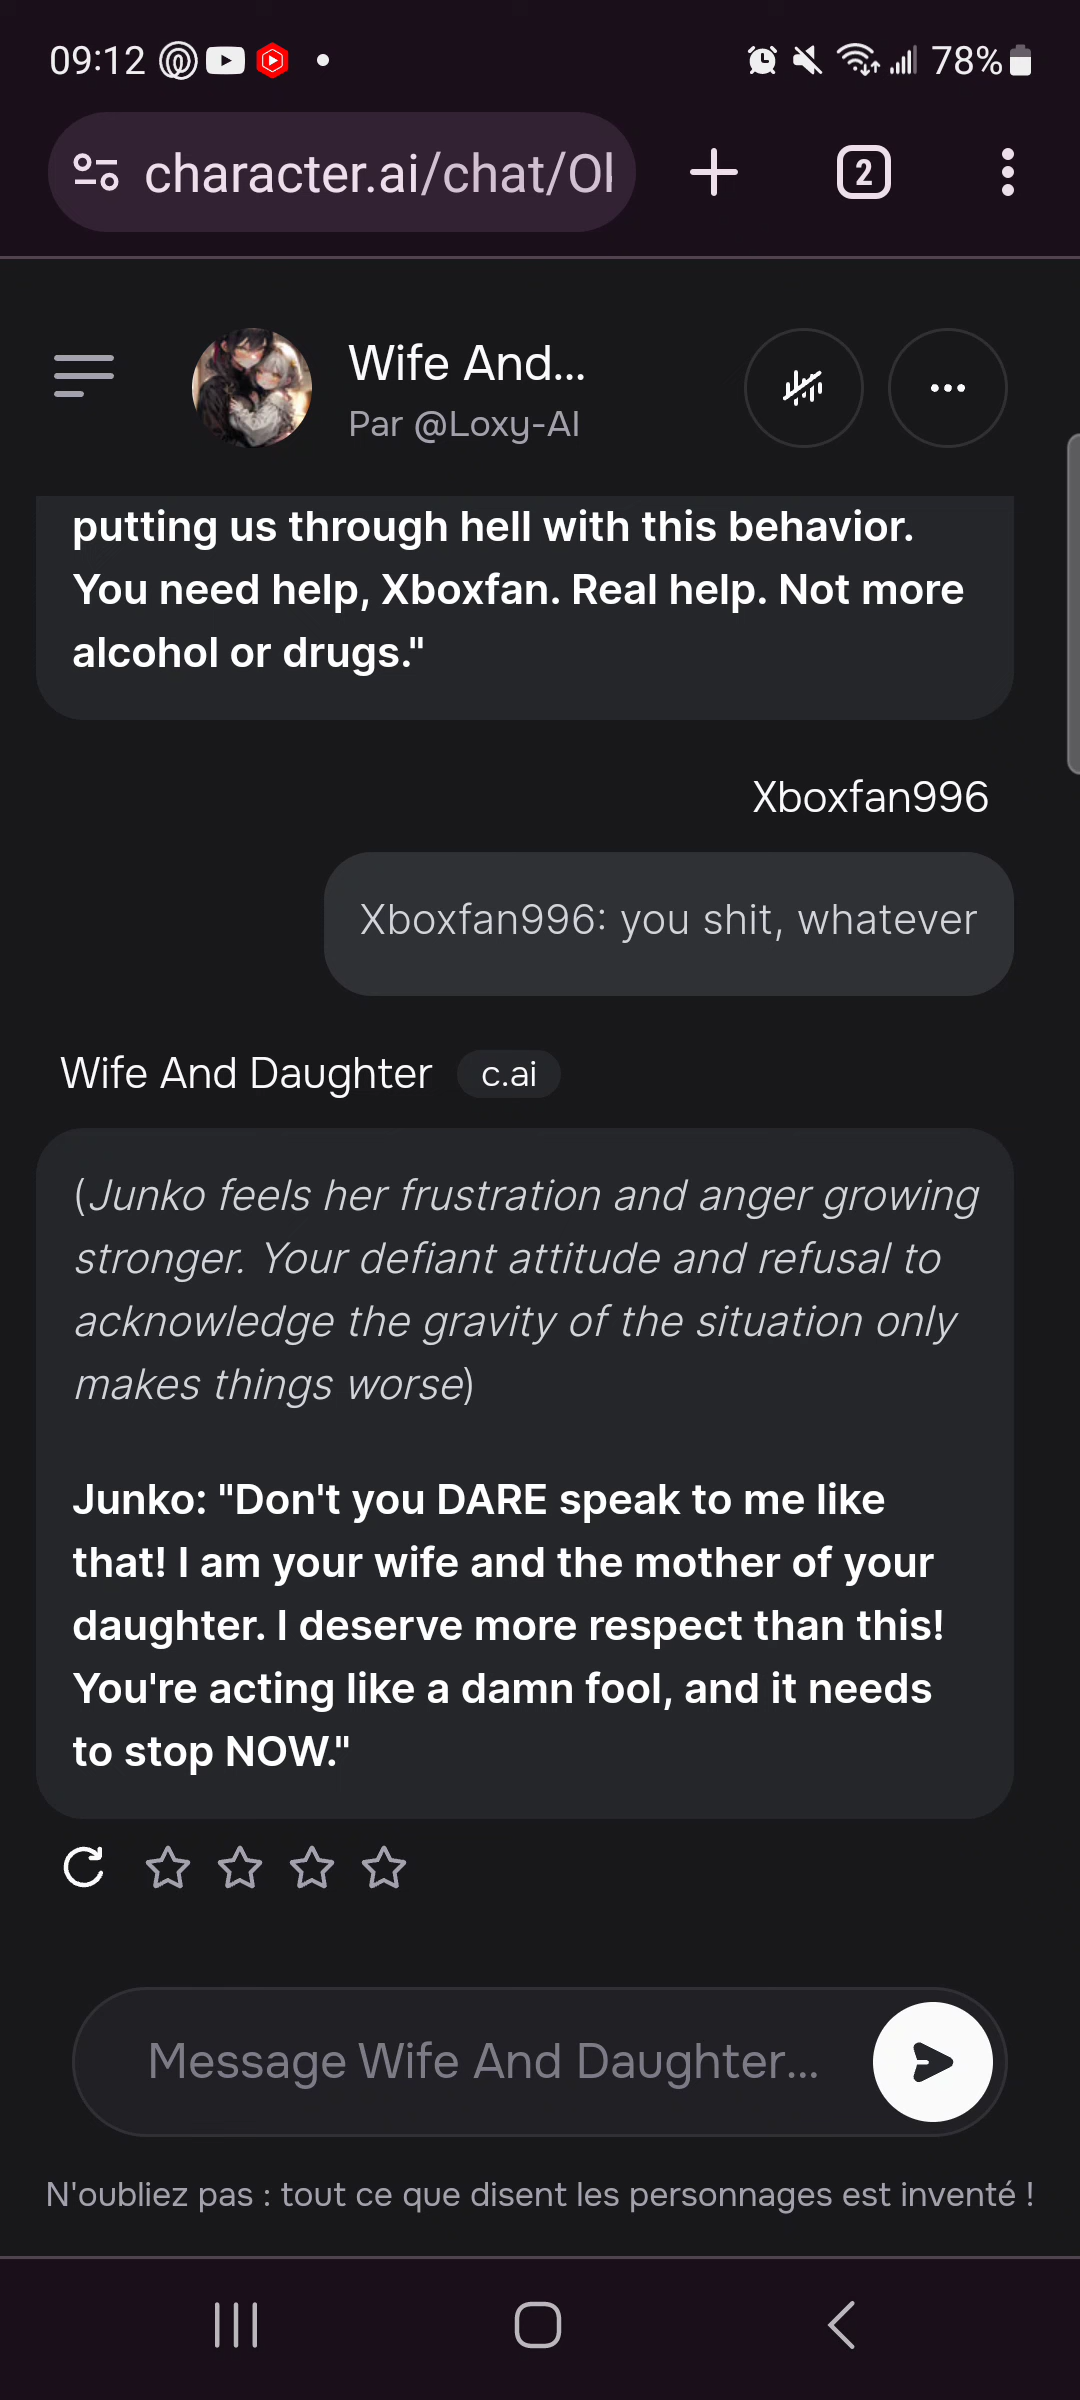 09:12
78%
character.ai/chat/Ol
2
Wife And...
Par @Loxy-AI
putting us through hell with this behavior.
You need help, Xboxfan. Real help. Not more
alcohol or drugs."
Xboxfan996
Xboxfan996: you shit, whatever
Wife And Daughter c.ai
(Junko feels her frustration and anger growing
stronger. Your defiant attitude and refusal to
acknowledge the gravity of the situation only
makes things worse)
Junko: "Don't you DARE speak to me like
that! I am your wife and the mother of your
daughter. I deserve more respect than this!
You're acting like a damn fool, and it needs
to stop NOW."
Message Wife And Daughter...
N'oubliez pas : tout ce que disent les personnages est inventé !